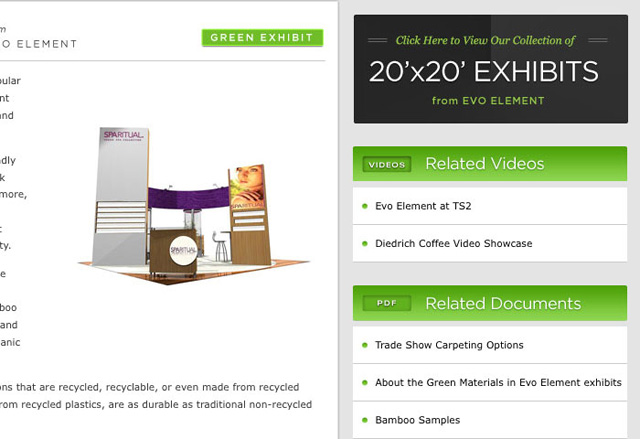 m
O ELEMENT
GREEN EXHIBIT
pular
nt
and
dly
k
more,
t
ty.
e
boo
and
anic
ons that are recycled, recyclable, or even made from recycled
rom recycled plastics, are as durable as traditional non-recycled
SPARITUAL
SPARITUAL
SPARITUAL
Click Here to View Our Collection of
20'x20' EXHIBITS
from EVO ELEMENT
VIDEOS Related Videos
Evo Element at TS2
Diedrich Coffee Video Showcase
PDF Related Documents
Trade Show Carpeting Options
About the Green Materials in Evo Element exhibits
Bamboo Samples